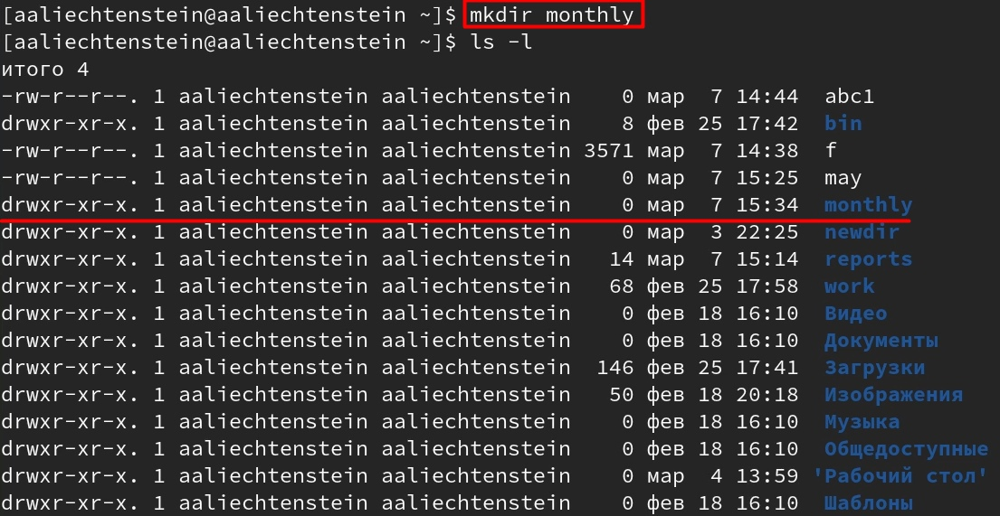 [aaliechtenstein@aaliechtenstein ~]$ mkdir monthly
[aaliechtenstein@aaliechtenstein ~]$ ls -l
итого 4
-rw-r--r--. 1 aaliechtenstein aaliechtenstein    0 мар  7 14:44  abc1
drwxr-xr-x. 1 aaliechtenstein aaliechtenstein    8 фев 25 17:42  bin
-rw-r--r--. 1 aaliechtenstein aaliechtenstein 3571 мар  7 14:38  f
-rw-r--r--. 1 aaliechtenstein aaliechtenstein    0 мар  7 15:25  may
drwxr-xr-x. 1 aaliechtenstein aaliechtenstein    0 мар  7 15:34  monthly
drwxr-xr-x. 1 aaliechtenstein aaliechtenstein    0 мар  3 22:25  newdir
drwxr-xr-x. 1 aaliechtenstein aaliechtenstein   14 мар  7 15:14  reports
drwxr-xr-x. 1 aaliechtenstein aaliechtenstein   68 фев 25 17:58  work
drwxr-xr-x. 1 aaliechtenstein aaliechtenstein    0 фев 18 16:10  Видео
drwxr-xr-x. 1 aaliechtenstein aaliechtenstein    0 фев 18 16:10  Документы
drwxr-xr-x. 1 aaliechtenstein aaliechtenstein  146 фев 25 17:41  Загрузки
drwxr-xr-x. 1 aaliechtenstein aaliechtenstein   50 фев 18 20:18  Изображения
drwxr-xr-x. 1 aaliechtenstein aaliechtenstein    0 фев 18 16:10  Музыка
drwxr-xr-x. 1 aaliechtenstein aaliechtenstein    0 фев 18 16:10  Общедоступные
drwxr-xr-x. 1 aaliechtenstein aaliechtenstein    0 мар  4 13:59 'Рабочий стол'
drwxr-xr-x. 1 aaliechtenstein aaliechtenstein    0 фев 18 16:10  Шаблоны